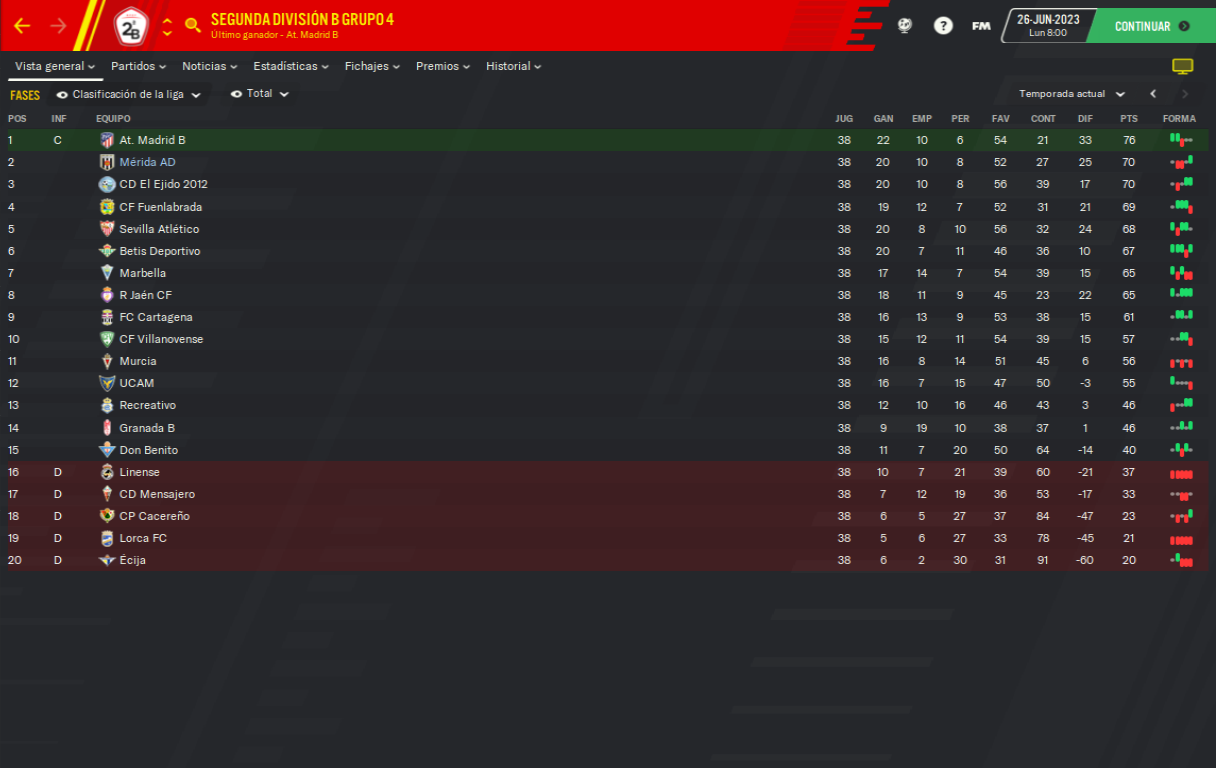 SEGUNDA DIVISIÓN B GRUPO 4
Último ganador - At. Madrid B
2ªB
? FM 26-JUN-2023 CONTINUAR
Lun 8:00
Vista general Partidos Noticias Estadísticas Fichajes Premios Historial
FASES Clasificación de la liga Total Temporada actual
POS INF EQUIPO JUG GAN EMP PER FAV CONT DIF PTS FORMA
1 C At. Madrid B 38 22 10 6 54 21 33 76
2 Mérida AD 38 20 10 8 52 27 25 70
3 CD El Ejido 2012 38 20 10 8 56 39 17 70
4 CF Fuenlabrada 38 19 12 7 52 31 21 69
5 Sevilla Atlético 38 20 8 10 56 32 24 68
6 Betis Deportivo 38 20 7 11 46 36 10 67
7 Marbella 38 17 14 7 54 39 15 65
8 R Jaén CF 38 18 11 9 45 23 22 65
9 FC Cartagena 38 16 13 9 53 38 15 61
10 CF Villanovense 38 15 12 11 54 39 15 57
11 Murcia 38 16 8 14 51 45 6 56
12 UCAM 38 16 7 15 47 50 -3 55
13 Recreativo 38 12 10 16 46 43 3 46
14 Granada B 38 9 19 10 38 37 1 46
15 Don Benito 38 11 7 20 50 64 -14 40
16 D Linense 38 10 7 21 39 60 -21 37
17 D CD Mensajero 38 7 12 19 36 53 -17 33
18 D CP Cacereño 38 6 5 27 37 84 -47 23
19 D Lorca FC 38 5 6 27 33 78 -45 21
20 D Écija 38 6 2 30 31 91 -60 20